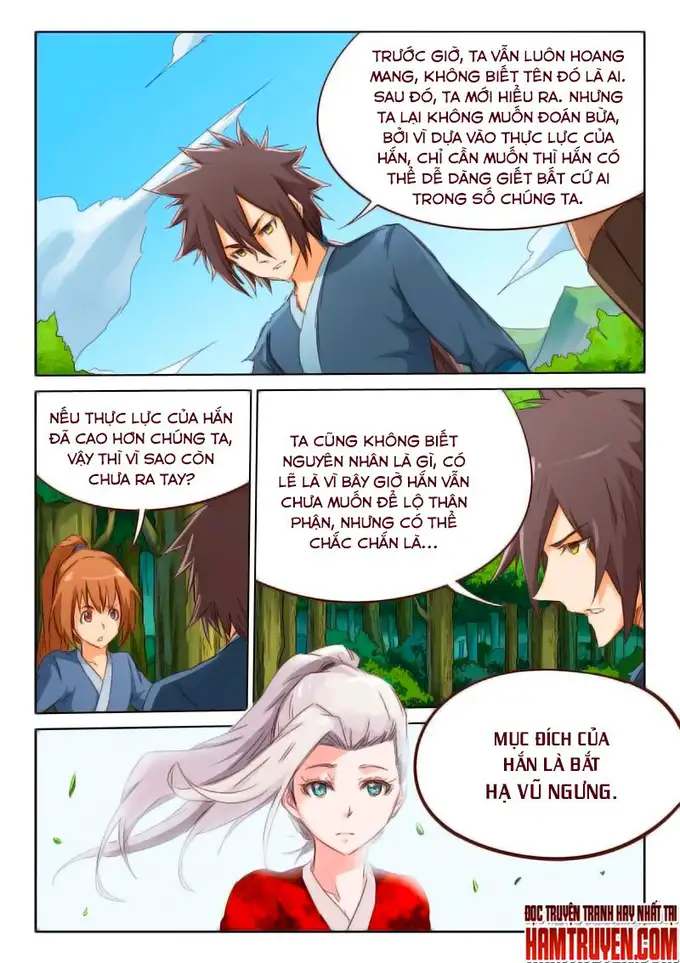 TRƯỚC GIỜ, TA VẪN LUÔN HOANG
MANG, KHÔNG BIẾT TÊN ĐÓ LÀ AI.
SAU ĐÓ, TA MỚI HIỂU RA. NHƯNG
TA LẠI KHÔNG MUỐN ĐOÁN BỪA,
BỞI VÌ DỰA VÀO THỰC LỰC CỦA
HẮN, CHỈ CẦN MUỐN THÌ HẮN CÓ
THỂ DỄ DÀNG GIẾT BẤT CỨ AI
TRONG SỐ CHÚNG TA.
NẾU THỰC LỰC CỦA HẮN
ĐÃ CAO HƠN CHÚNG TA,
VẬY THÌ VÌ SAO CÒN
CHƯA RA TAY?
TA CŨNG KHÔNG BIẾT
NGUYÊN NHÂN LÀ GÌ, CÓ
LẼ LÀ VÌ BÂY GIỜ HẮN VẪN
CHƯA MUỐN ĐỂ LỘ THÂN
PHẬN, NHƯNG CÓ THỂ
CHẮC CHẮN LÀ...
MỤC ĐÍCH CỦA
HẮN LÀ BẮT
HẠ VŨ NGƯNG.
ĐỌC TRUYỆN TRANH HAY NHẤT TẠI
HAMTRUYEN.COM